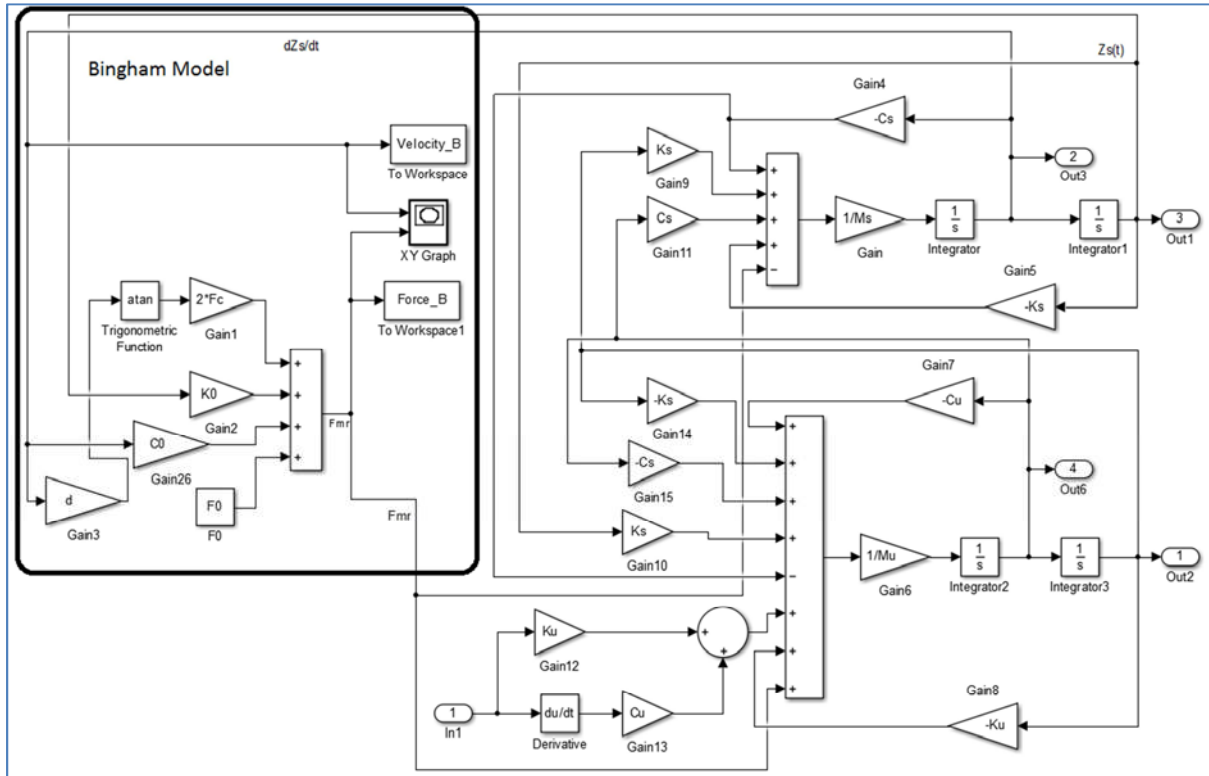 dZs/dt
Zs(t)
Bingham Model
Gain4
-Cs
Velocity_B
To Workspace
Ks
Gain9
2
Out3
Cs
Gain11
1/Ms
Gain
1
s
Integrator
1
s
Integrator1
3
Out1
XY Graph
Gain5
-Ks
atan
Trigonometric
Function
2*Fc
Gain1
Force_B
To Workspace1
K0
Gain2
Fmr
C0
Gain26
d
Gain3
F0
F0
Fmr
Gain7
-Cu
-Ks
Gain14
-Cs
Gain15
4
Out6
Ks
Gain10
1/Mu
Gain6
1
s
Integrator2
1
s
Integrator3
1
Out2
Ku
Gain12
1
In1
du/dt
Derivative
Cu
Gain13
Gain8
-Ku
+
+
+
+
−
+
+
+
+
+
+
+
+
−
+
+
+
+
+